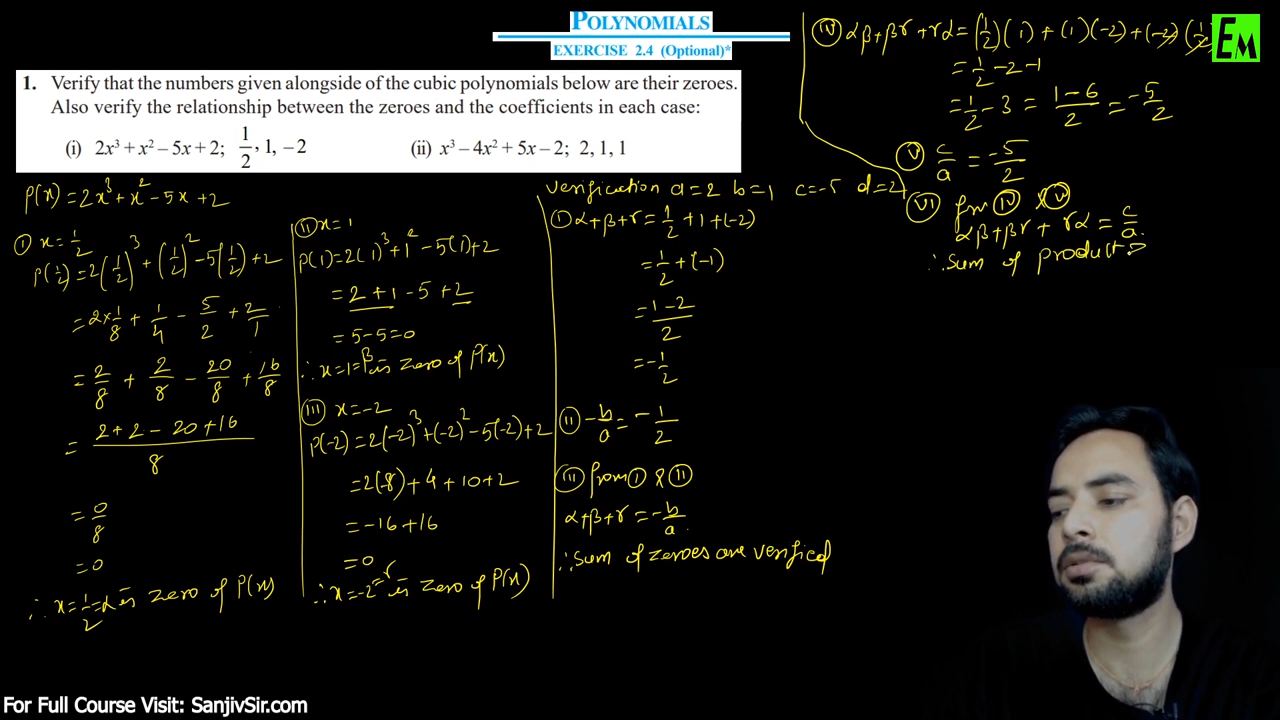 POLYNOMIALS
EXERCISE 2.4 (Optional)*
EM
1. Verify that the numbers given alongside of the cubic polynomials below are their zeroes.
Also verify the relationship between the zeroes and the coefficients in each case:
(i) 2x³ + x² – 5x + 2; 1/2, 1, – 2
(ii) x³ – 4x² + 5x – 2; 2, 1, 1
P(x) = 2x³ + x² - 5x + 2
(I) x = 1/2
P(1/2) = 2(1/2)³ + (1/2)² - 5(1/2) + 2
= 2×1/8 + 1/4 - 5/2 + 2/1
= 2/8 + 2/8 - 20/8 + 16/8
= (2+2-20+16)/8
= 0/8
= 0
∴ x = 1/2 = α is zero of P(x)
(II) x = 1
P(1) = 2(1)³ + 1² - 5(1) + 2
= 2+1-5+2
= 5-5=0
∴ x=1=β is zero of P(x)
(III) x = -2
P(-2) = 2(-2)³ + (-2)² - 5(-2) + 2
= 2(-8) + 4 + 10 + 2
= -16+16
= 0
∴ x = -2 = r is zero of P(x)
Verification a=2 b=1 c=-5 d=2
(I) α+β+r = 1/2 + 1 + (-2)
= 1/2 + (-1)
= (1-2)/2
= -1/2
(II) -b/a = -1/2
(III) from (I) & (II)
α+β+r = -b/a
∴ Sum of zeroes are verified
(IV) αβ+βr+rα = (1/2)(1) + (1)(-2) + (-2)(1/2)
= 1/2 - 2 - 1
= 1/2 - 3 = (1-6)/2 = -5/2
(V) c/a = -5/2
(VI) from (IV) & (V)
αβ+βr+rα = c/a
∴ Sum of product
For Full Course Visit: SanjivSir.com